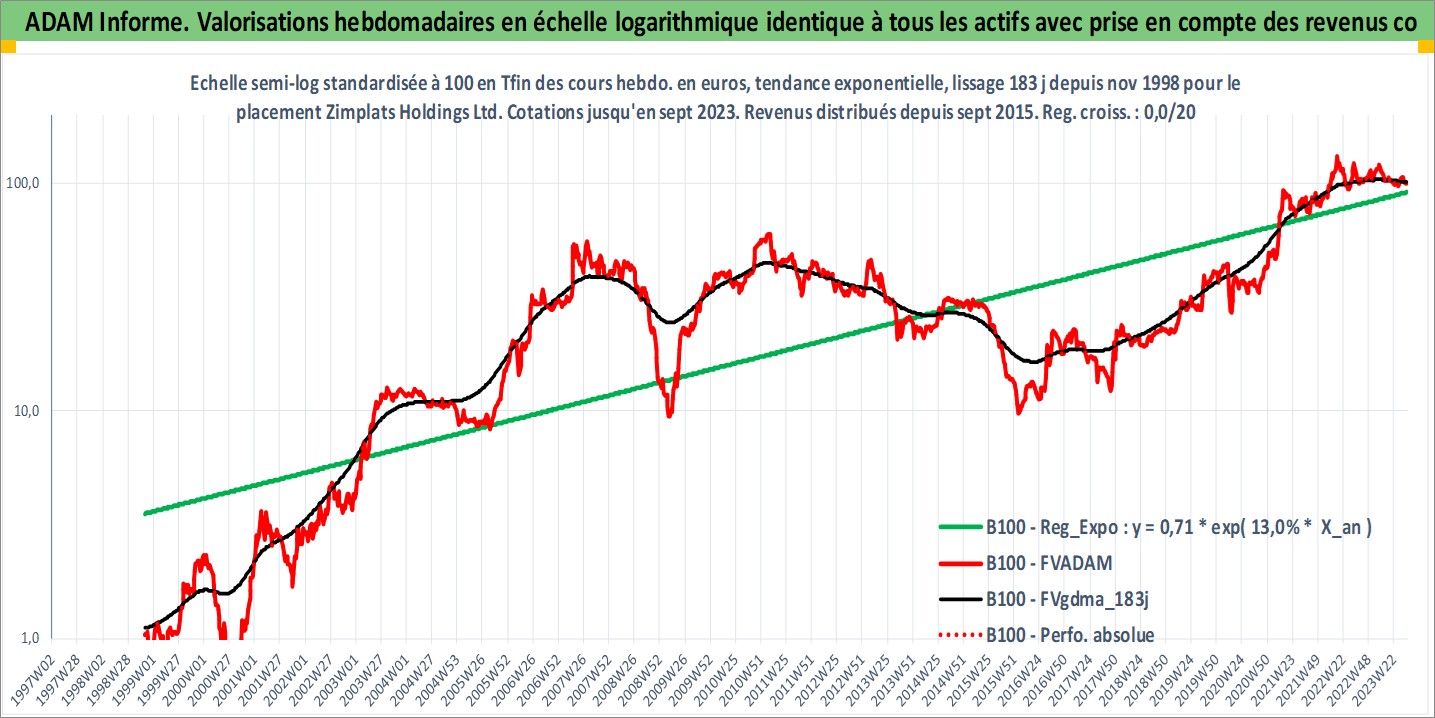 ADAM Informe. Valorisations hebdomadaires en échelle logarithmique identique à tous les actifs avec prise en compte des revenus co
Echelle semi-log standardisée à 100 en Tfin des cours hebdo. en euros, tendance exponentielle, lissage 183 j depuis nov 1998 pour le
placement Zimplats Holdings Ltd. Cotations jusqu'en sept 2023. Revenus distribués depuis sept 2015. Reg. croiss. : 0,0/20
100,0
10,0
1,0
B100 - Reg_Expo : y = 0,71 * exp( 13,0% * X_an )
B100 - FVADAM
B100 - FVgdma_183j
B100 - Perfo. absolue
1997W02
1997W28
1998W02
1998W28
1999W01
1999W27
2000W01
2000W27
2001W01
2001W27
2002W01
2002W27
2003W01
2003W27
2004W01
2004W27
2004W53
2005W26
2005W52
2006W26
2006W52
2007W26
2007W52
2008W26
2008W52
2009W26
2009W52
2010W25
2010W51
2011W25
2011W51
2012W25
2012W51
2013W25
2013W51
2014W25
2014W51
2015W25
2015W51
2016W24
2016W50
2017W24
2017W50
2018W24
2018W50
2019W24
2019W50
2020W24
2020W50
2021W23
2021W49
2022W22
2022W48
2023W22